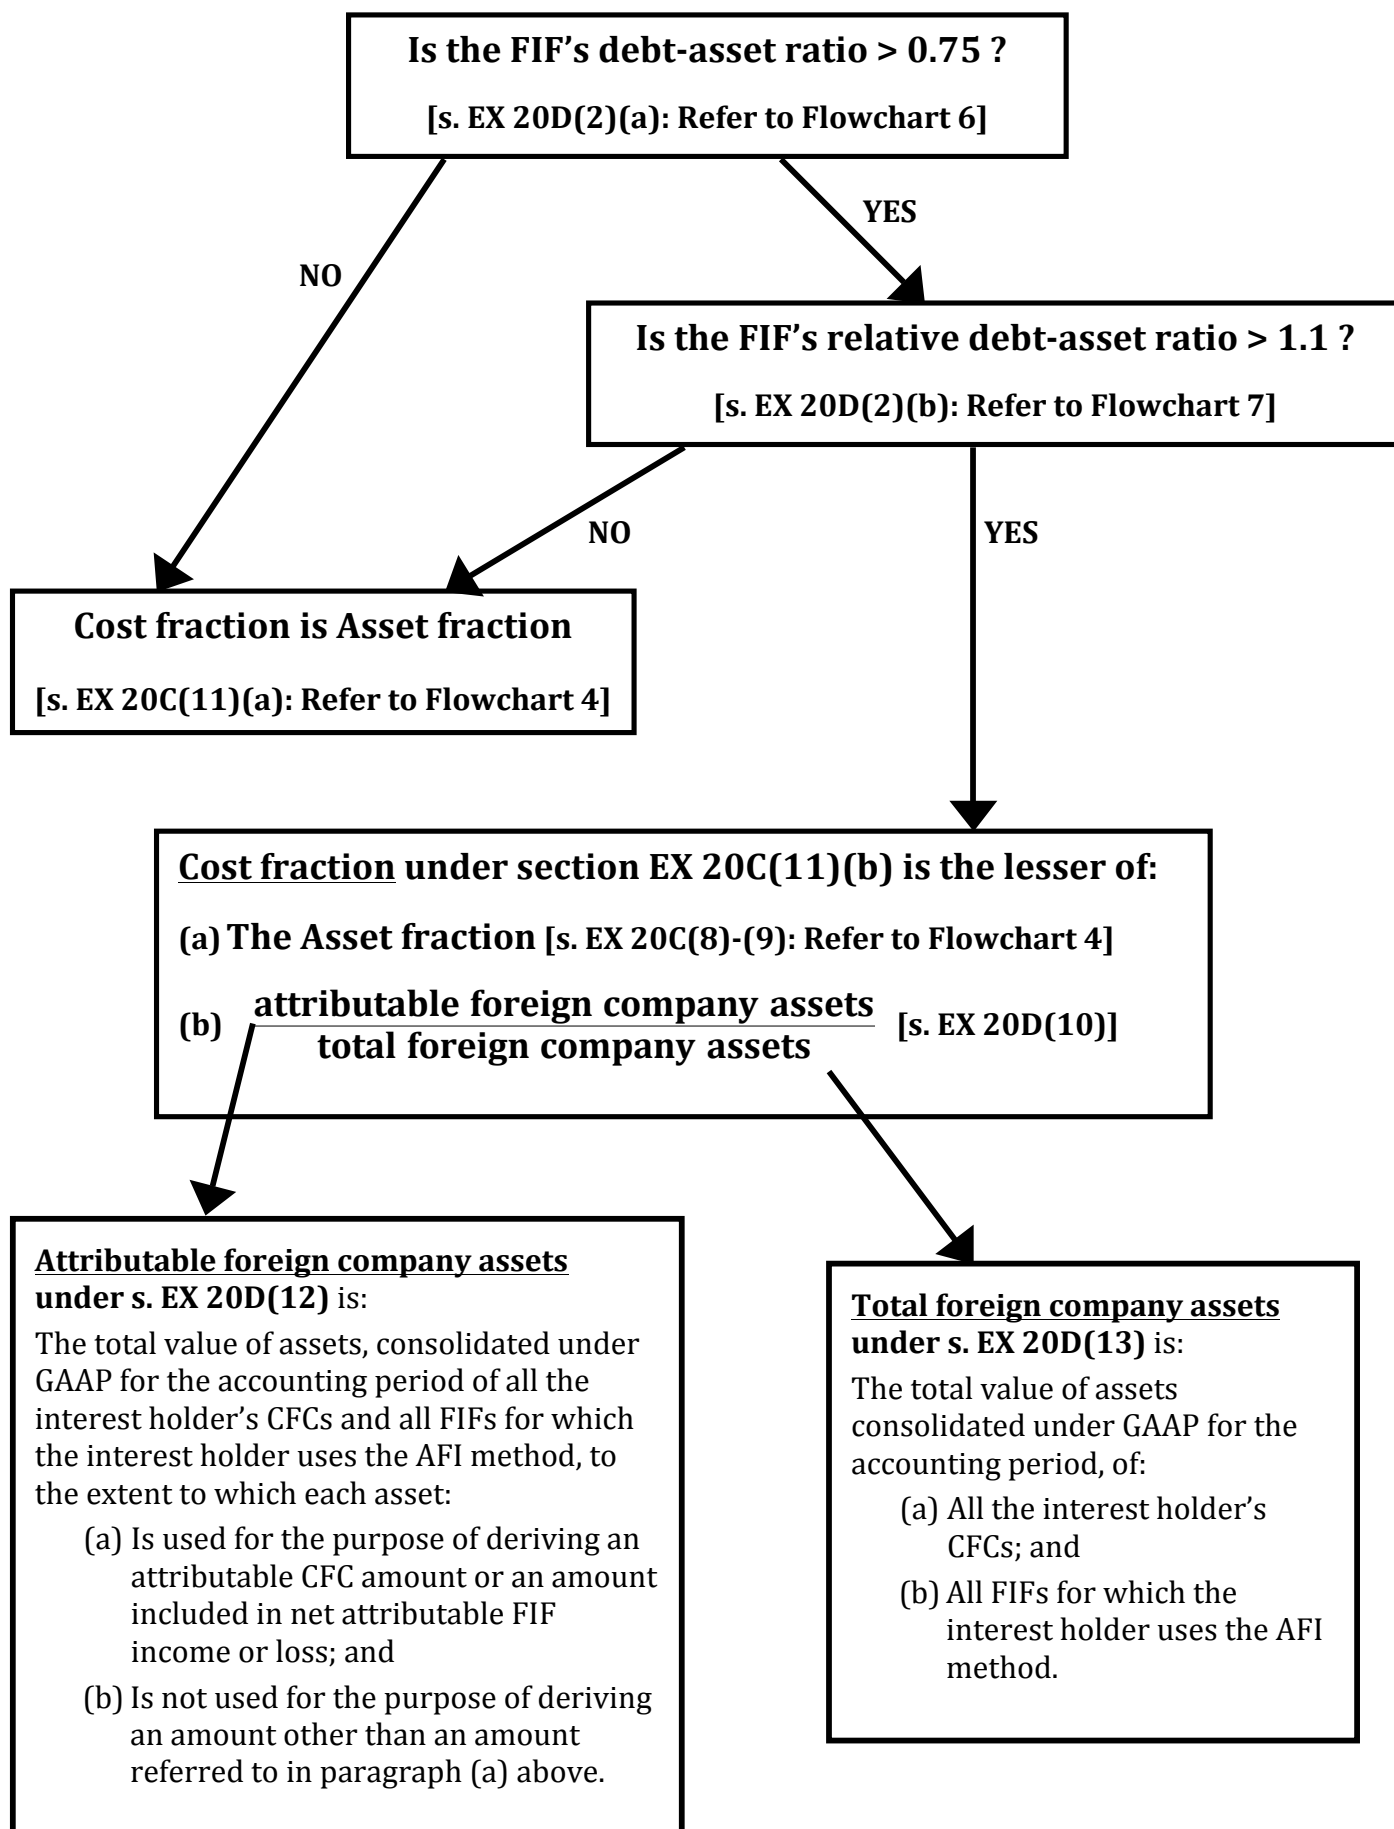 Is the FIF’s debt-asset ratio > 0.75 ?
[s. EX 20D(2)(a): Refer to Flowchart 6]
YES
NO
Is the FIF’s relative debt-asset ratio > 1.1 ?
[s. EX 20D(2)(b): Refer to Flowchart 7]
NO
YES
Cost fraction is Asset fraction
[s. EX 20C(11)(a): Refer to Flowchart 4]
Cost fraction under section EX 20C(11)(b) is the lesser of:
(a) The Asset fraction [s. EX 20C(8)-(9): Refer to Flowchart 4]
(b) attributable foreign company assets
total foreign company assets
[s. EX 20D(10)]
Attributable foreign company assets
under s. EX 20D(12) is:
The total value of assets, consolidated under
GAAP for the accounting period of all the
interest holder’s CFCs and all FIFs for which
the interest holder uses the AFI method, to
the extent to which each asset:
(a) Is used for the purpose of deriving an
attributable CFC amount or an amount
included in net attributable FIF
income or loss; and
(b) Is not used for the purpose of deriving
an amount other than an amount
referred to in paragraph (a) above.
Total foreign company assets
under s. EX 20D(13) is:
The total value of assets
consolidated under GAAP for the
accounting period, of:
(a) All the interest holder’s
CFCs; and
(b) All FIFs for which the
interest holder uses the AFI
method.